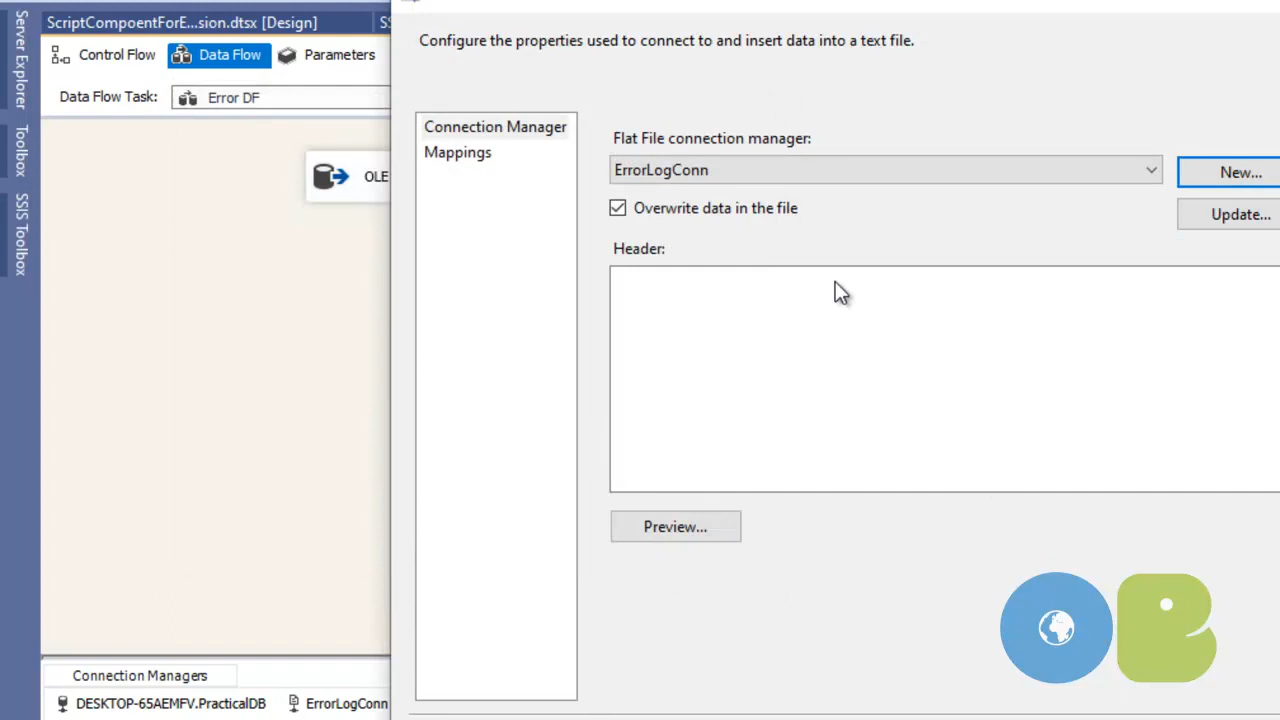 ScriptCompoentForE...sion.dtsx [Design]
Configure the properties used to connect to and insert data into a text file.
Control Flow
Data Flow
Parameters
Data Flow Task:
Error DF
Server Explorer
Toolbox
SSIS Toolbox
OLE
Connection Manager
Mappings
Flat File connection manager:
ErrorLogConn
New...
Overwrite data in the file
Update...
Header:
Preview...
Connection Managers
DESKTOP-65AEMFV.PracticalDB
ErrorLogConn